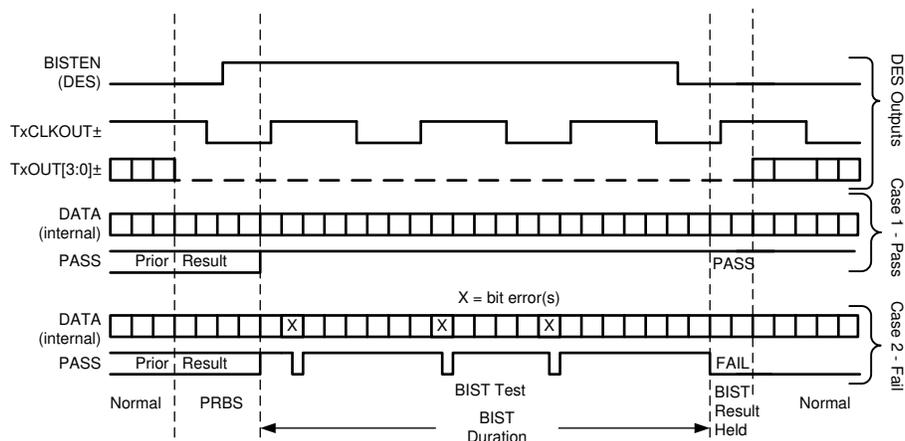 BISTEN
(DES)
TxCLKOUT±
TxOUT[3:0]±
DES Outputs
DATA
(internal)
PASS
Prior Result
PASS
Case 1 - Pass
X = bit error(s)
DATA
(internal)
X
X
X
PASS
Prior Result
FAIL
Case 2 - Fail
Normal
PRBS
BIST Test
BIST
Duration
BIST
Result
Held
Normal